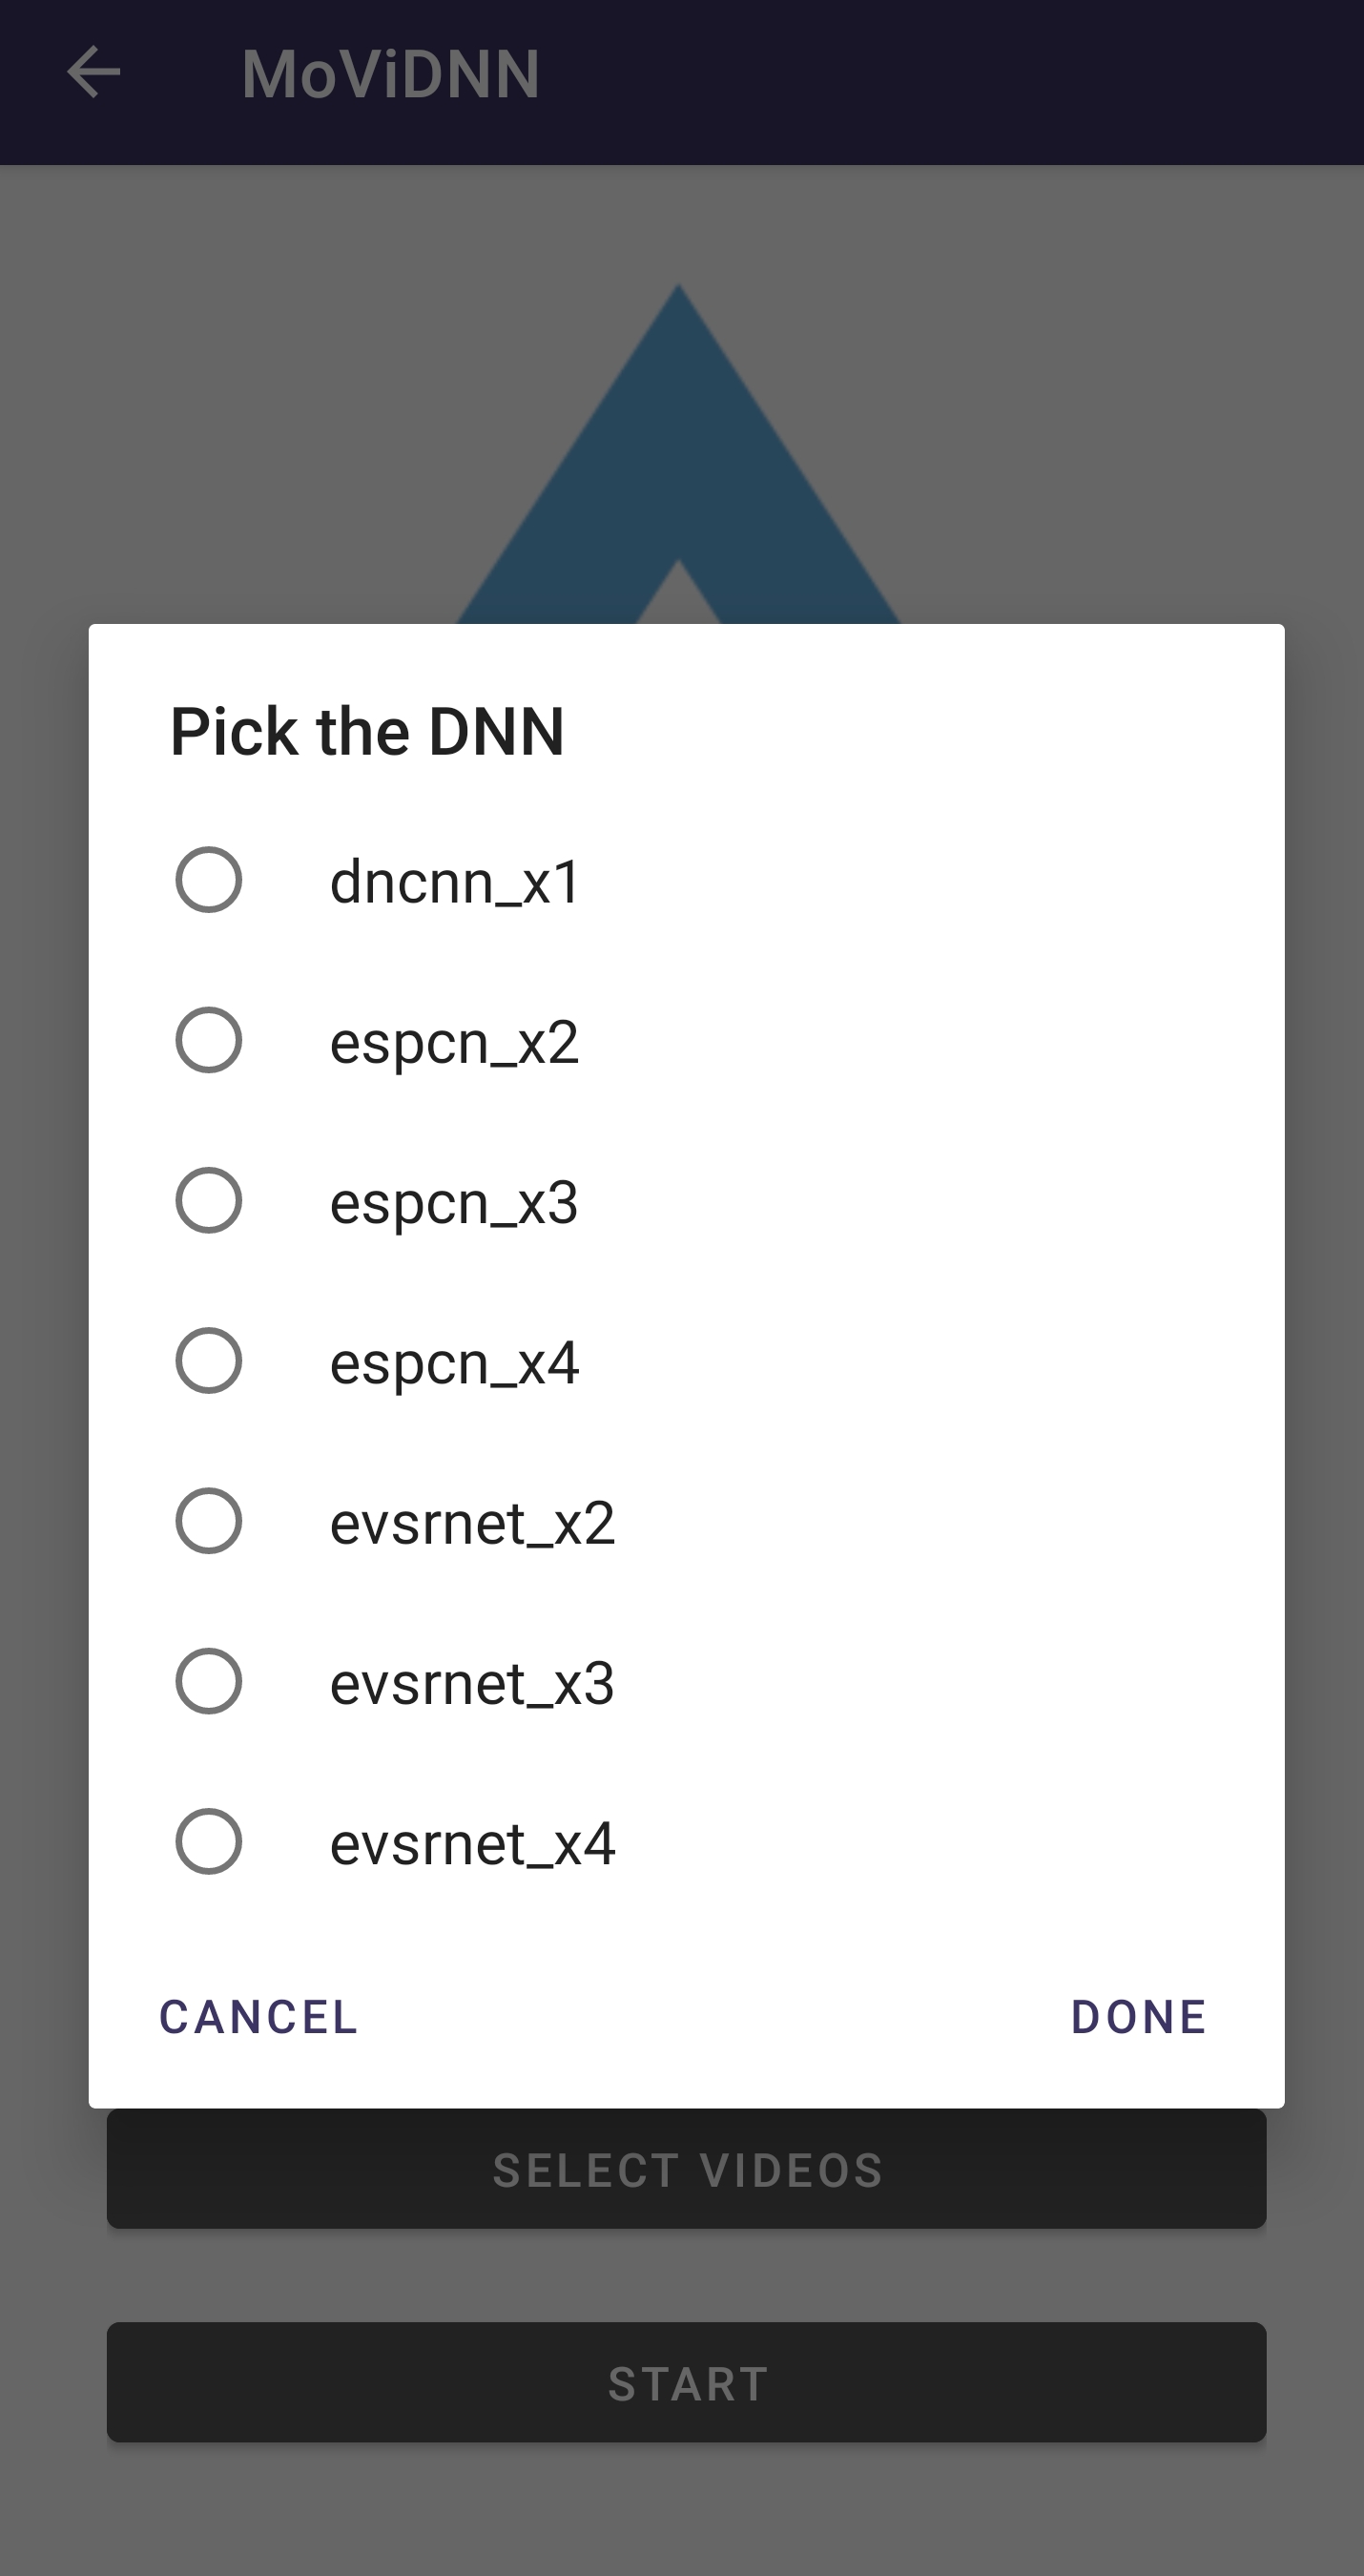 MoViDNN
Pick the DNN
dncnn_x1
espcn_x2
espcn_x3
espcn_x4
evsrnet_x2
evsrnet_x3
evsrnet_x4
CANCEL DONE
SELECT VIDEOS
START